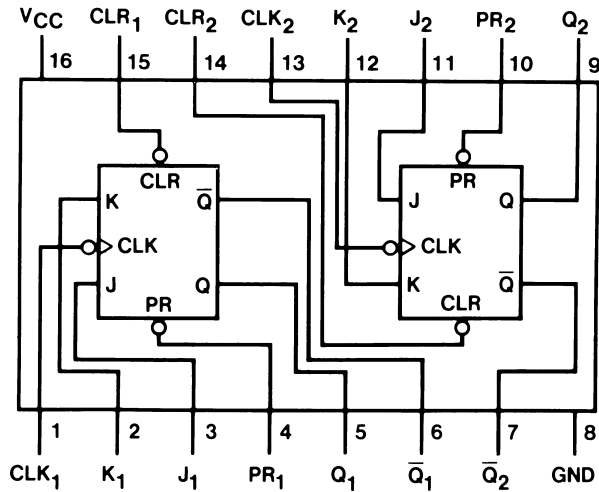 VCC CLR1 CLR2 CLK2 K2 J2 PR2 Q2
16 15 14 13 12 11 10 9
CLR PR
K Q̅ J Q
CLK CLK
J Q K Q̅
PR CLR
1 2 3 4 5 6 7 8
CLK1 K1 J1 PR1 Q1 Q̅1 Q̅2 GND